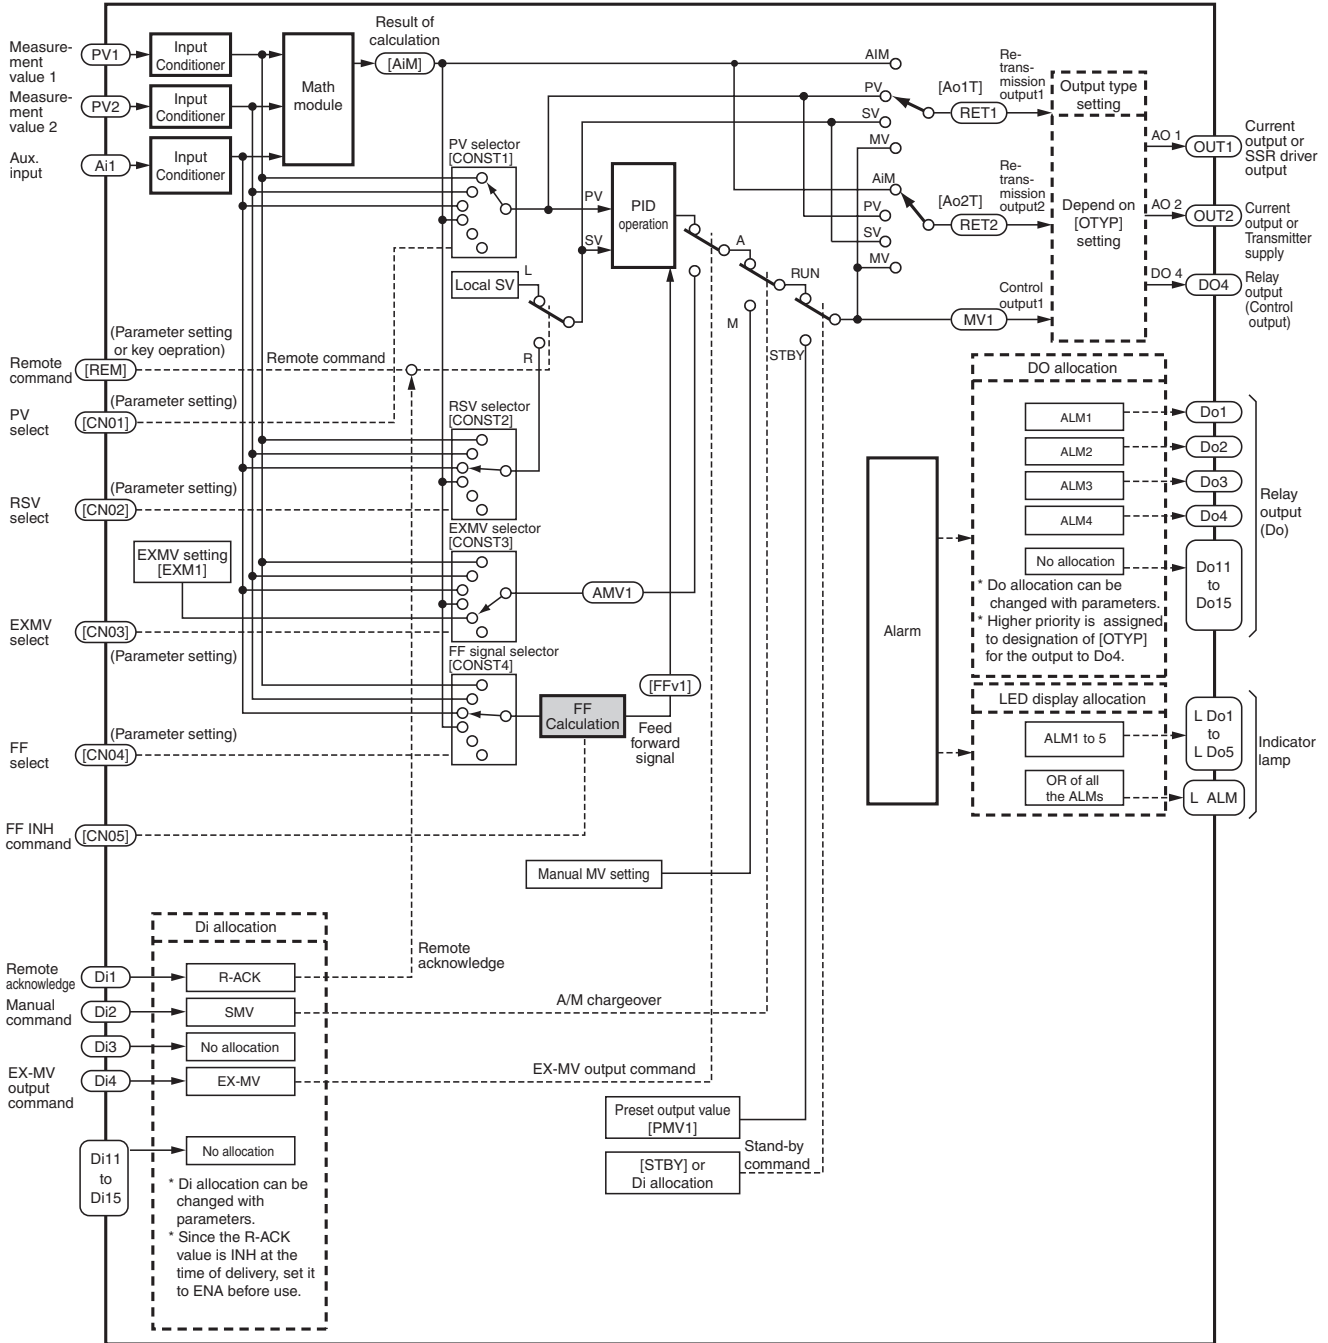 Result of
calculation
[AiM]
Measure-
ment
value 1
PV1
Input
Conditioner
Math
module
Measure-
ment
value 2
PV2
Input
Conditioner
Aux.
input
Ai1
Input
Conditioner
PV selector
[CONST1]
PV
SV
PID
operation
L
Local SV
R
A
M
RUN
STBY
AIM
PV
SV
MV
[Ao1T]
RET1
Re-
trans-
mission
output1
AiM
PV
SV
MV
[Ao2T]
RET2
Re-
trans-
mission
output2
Control
output1
MV1
Output type
setting
Depend on
[OTYP]
setting
AO 1
OUT1
Current
output or
SSR driver
output
AO 2
OUT2
Current
output or
Transmitter
supply
DO 4
DO4
Relay
output
(Control
output)
(Parameter setting
or key oepration)
Remote
command
[REM]
Remote command
(Parameter setting)
PV
select
[CN01]
RSV selector
[CONST2]
(Parameter setting)
RSV
select
[CN02]
EXMV selector
[CONST3]
EXMV setting
[EXM1]
AMV1
EXMV
select
[CN03]
(Parameter setting)
FF signal selector
[CONST4]
FF
Calculation
[FFv1]
Feed
forward
signal
(Parameter setting)
FF
select
[CN04]
FF INH
command
[CN05]
Manual MV setting
DO allocation
ALM1
Do1
ALM2
Do2
ALM3
Do3
ALM4
Do4
No allocation
Do11
to
Do15
Relay
output
(Do)
* Do allocation can be
changed with parameters.
* Higher priority is assigned
to designation of [OTYP]
for the output to Do4.
Alarm
LED display allocation
ALM1 to 5
L Do1
to
L Do5
OR of all
the ALMs
L ALM
Indicator
lamp
Di allocation
Remote
acknowledge
Di1
R-ACK
Remote
acknowledge
Manual
command
Di2
SMV
A/M chargeover
Di3
No allocation
EX-MV
output
command
Di4
EX-MV
EX-MV output command
Di11
to
Di15
No allocation
* Di allocation can be
changed with
parameters.
* Since the R-ACK
value is INH at the
time of delivery, set it
to ENA before use.
Preset output value
[PMV1]
[STBY] or
Di allocation
Stand-by
command